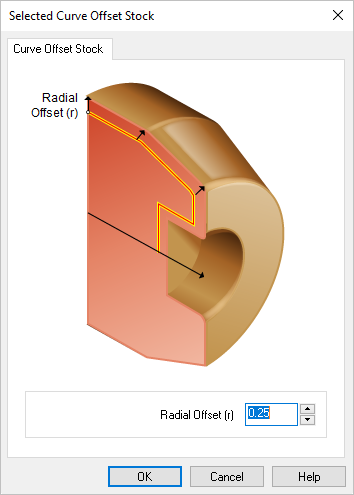 Selected Curve Offset Stock
Curve Offset Stock
Radial
Offset (r)
Radial Offset (r) 0.25
OK Cancel Help